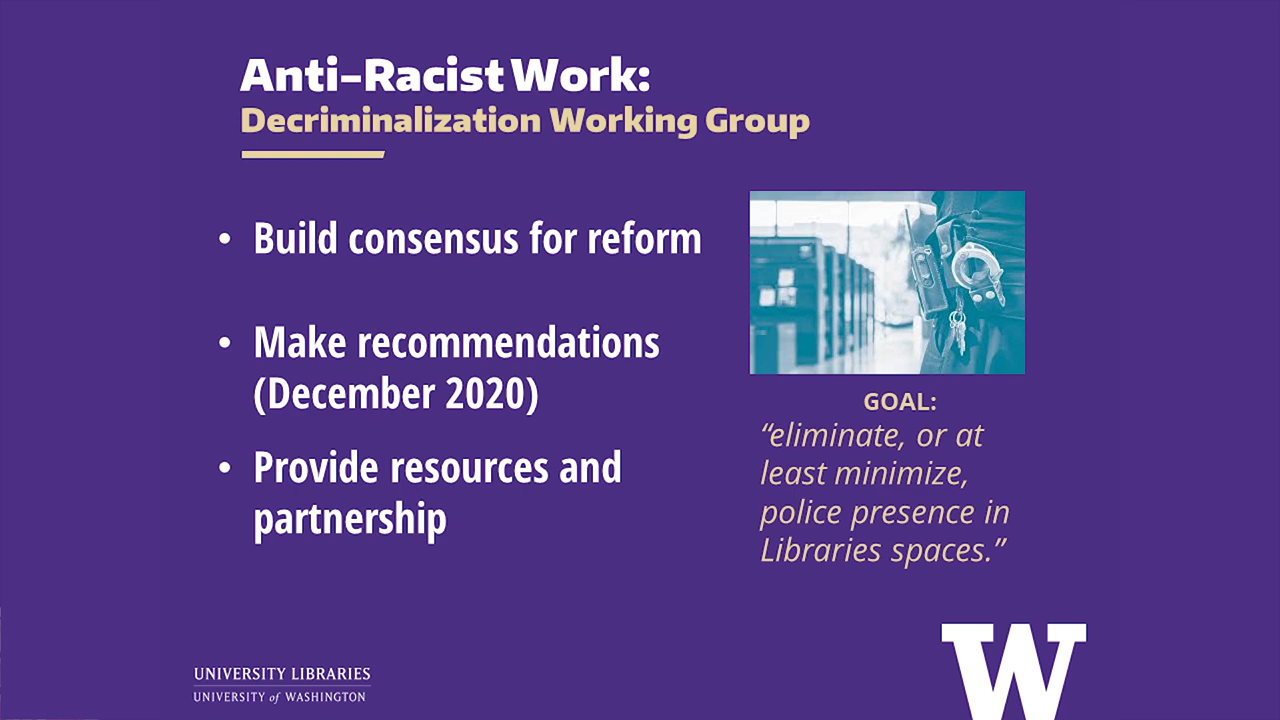 Anti-Racist Work:
Decriminalization Working Group
• Build consensus for reform
• Make recommendations
(December 2020)
• Provide resources and
partnership
GOAL:
“eliminate, or at
least minimize,
police presence in
Libraries spaces.”
UNIVERSITY LIBRARIES
UNIVERSITY of WASHINGTON
W